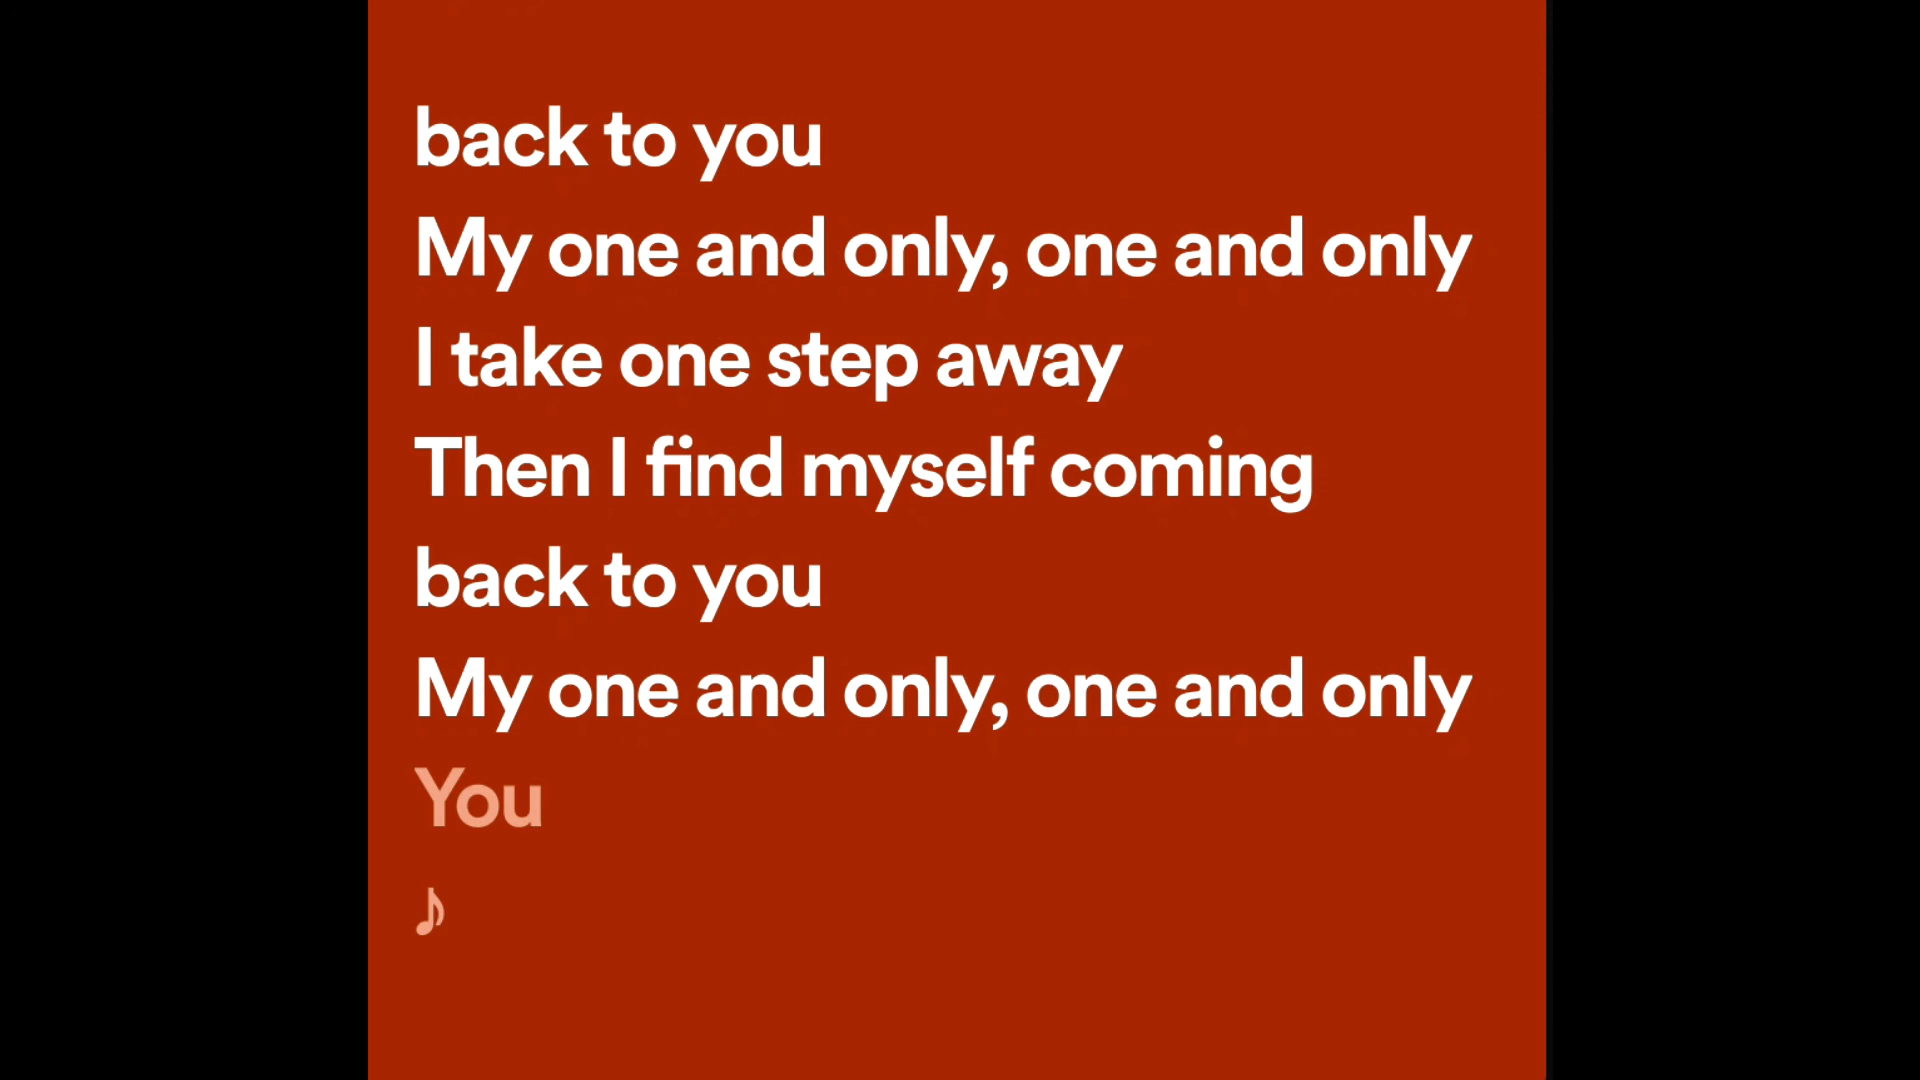 back to you
My one and only, one and only
I take one step away
Then I find myself coming
back to you
My one and only, one and only
You
♪